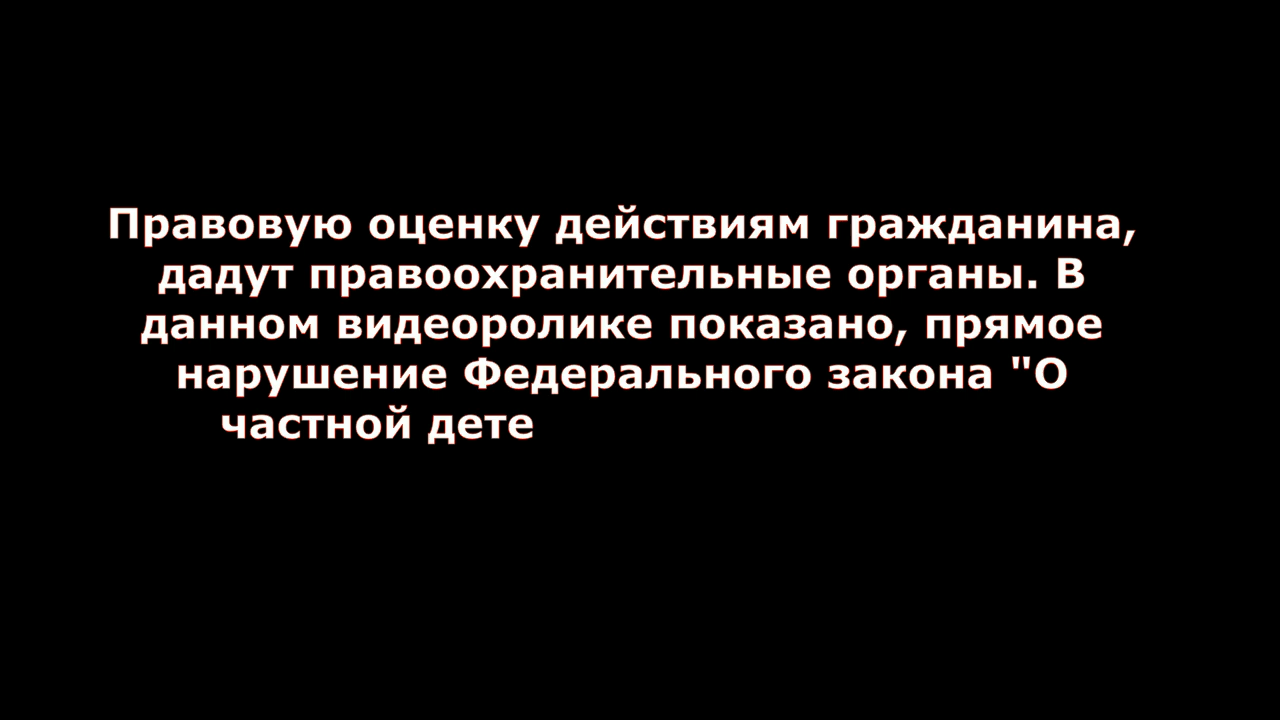 Правовую оценку действиям гражданина,
дадут правоохранительные органы. В
данном видеоролике показано, прямое
нарушение Федерального закона "О
частной дете